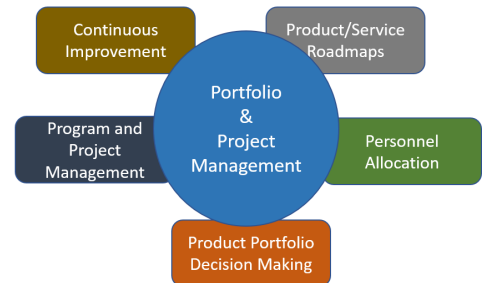 Continuous
Improvement
Product/Service
Roadmaps
Portfolio
&
Project
Management
Program and
Project
Management
Personnel
Allocation
Product Portfolio
Decision Making